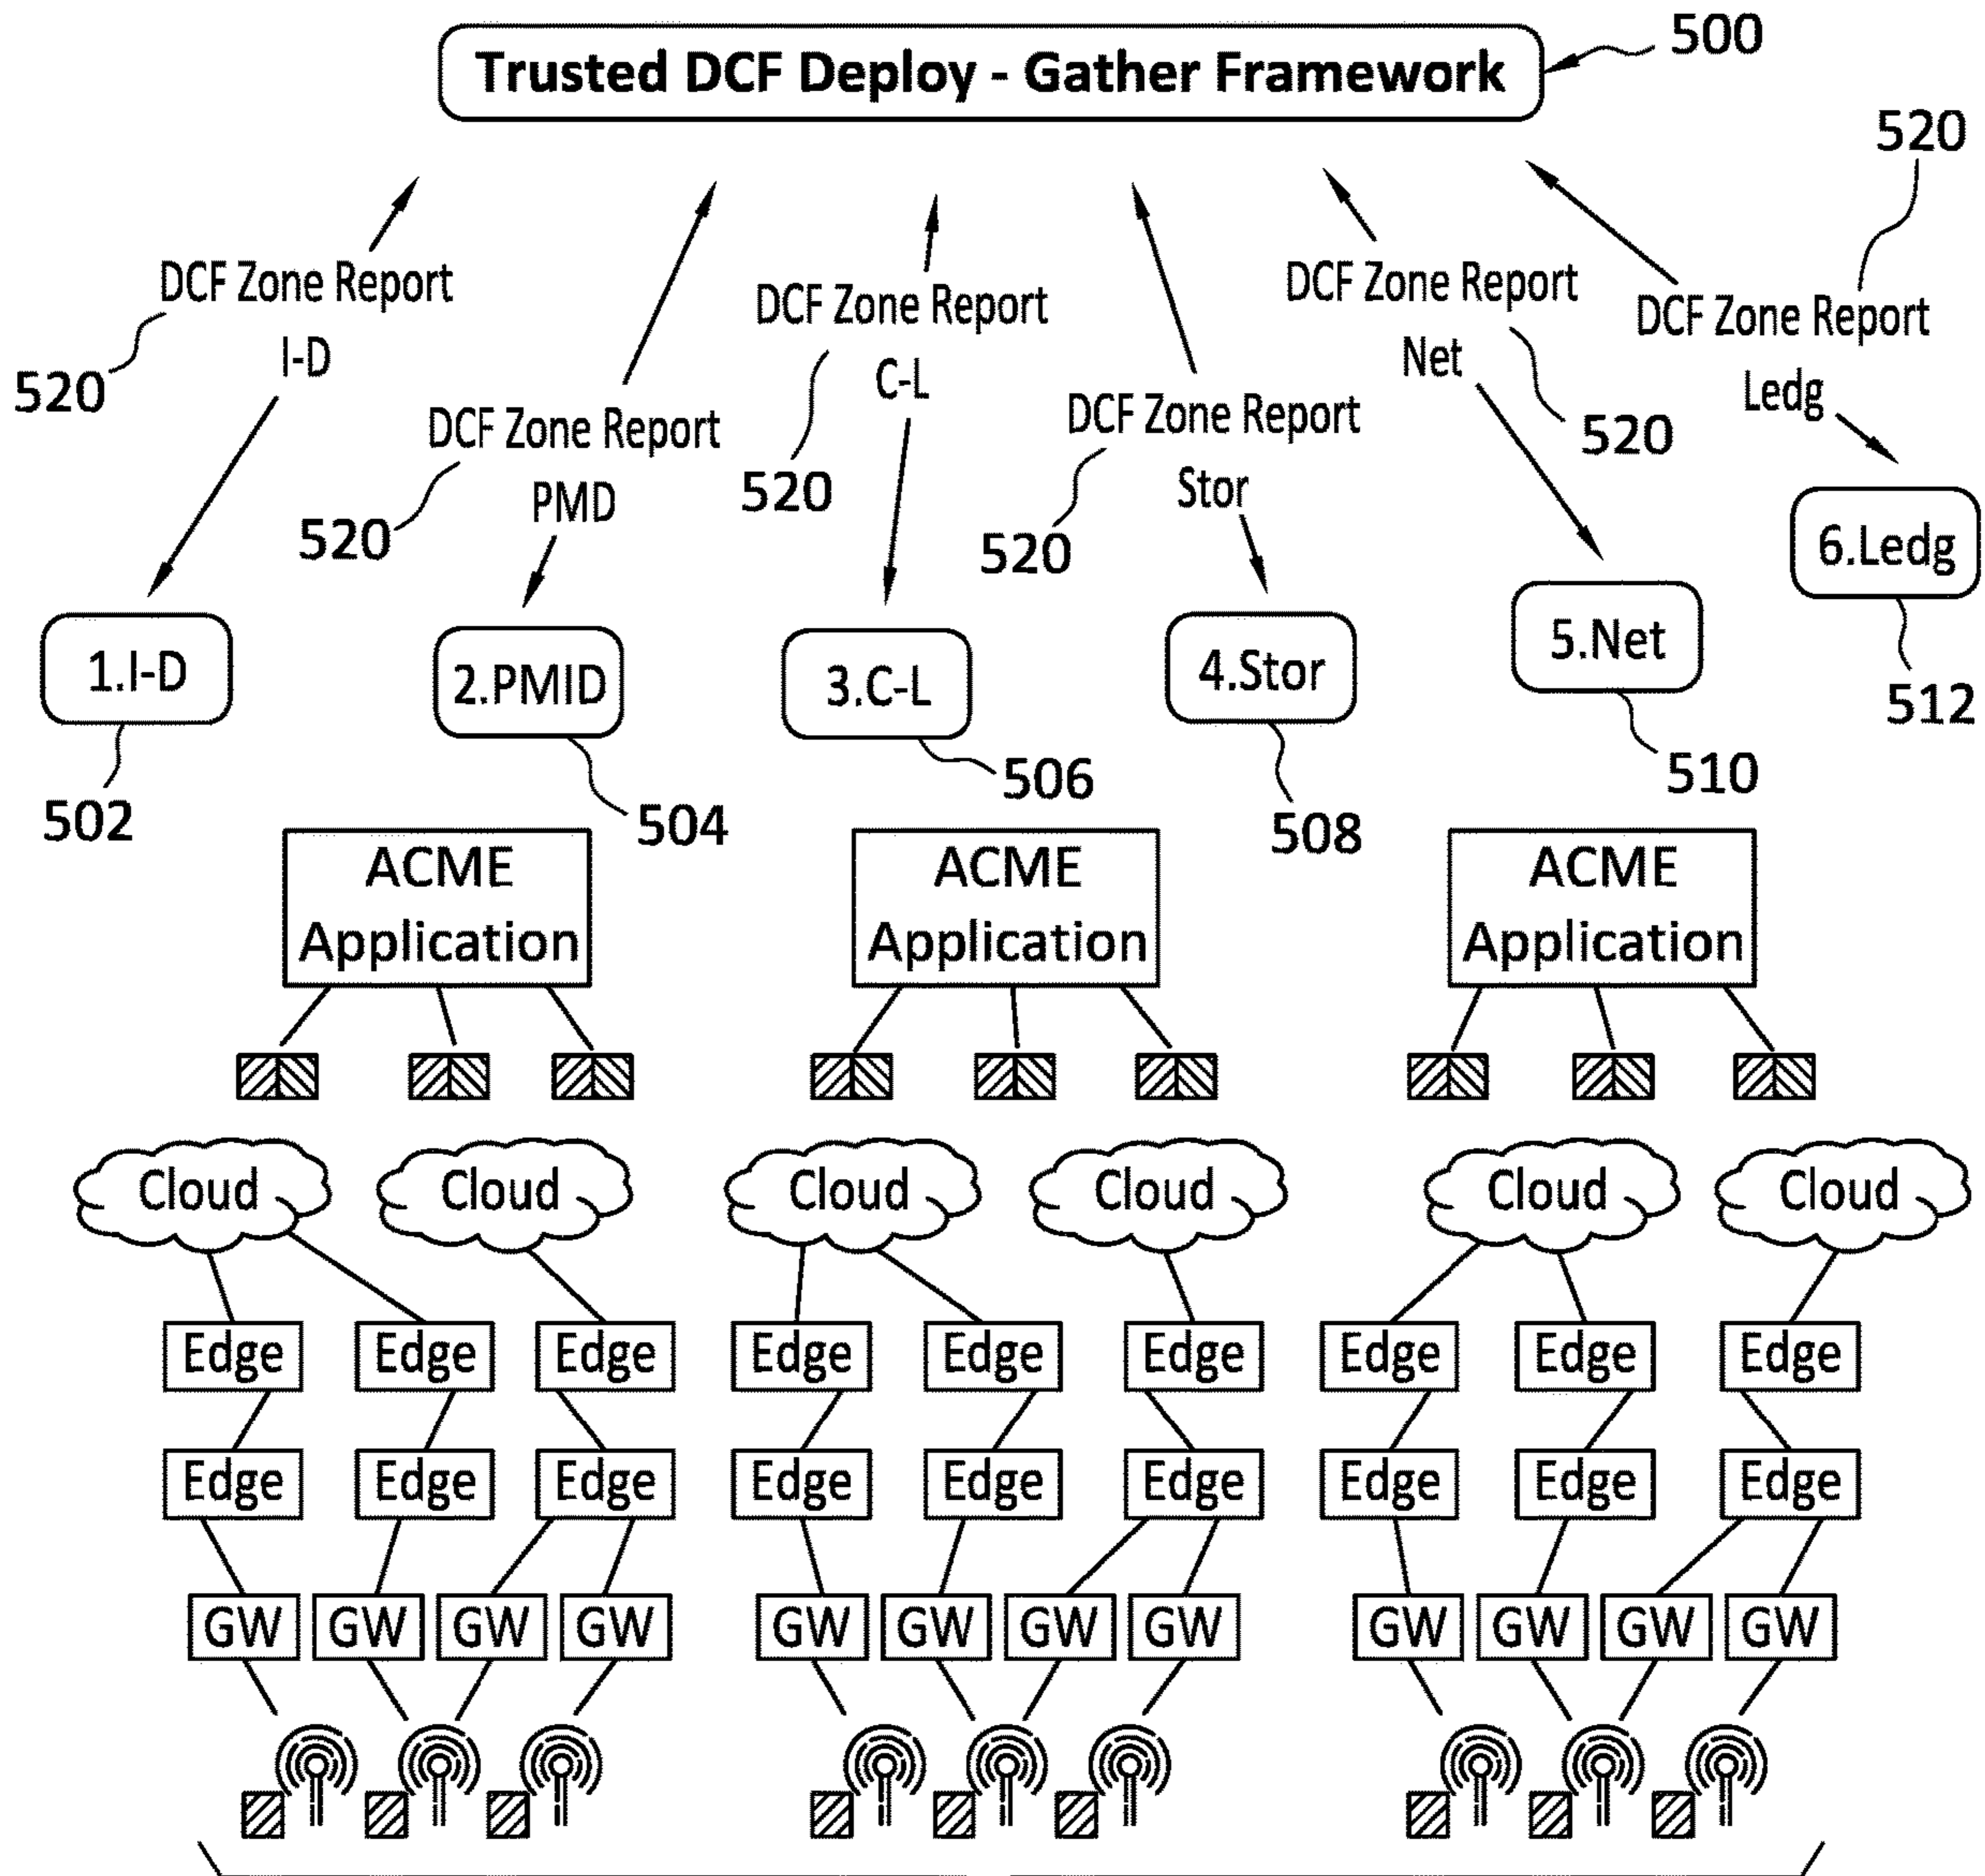 Trusted DCF Deploy - Gather Framework
500
520
DCF Zone Report
I-D
520
DCF Zone Report
PMD
520
DCF Zone Report
C-L
520
DCF Zone Report
Stor
520
DCF Zone Report
Net
520
DCF Zone Report
Ledg
1.I-D
2.PMID
3.C-L
4.Stor
5.Net
6.Ledg
502
504
506
508
510
512
ACME
Application
ACME
Application
ACME
Application
Cloud Cloud Cloud Cloud Cloud Cloud
Edge Edge Edge Edge Edge Edge Edge Edge Edge
Edge Edge Edge Edge Edge Edge Edge Edge Edge
GW GW GW GW GW GW GW GW GW GW GW GW